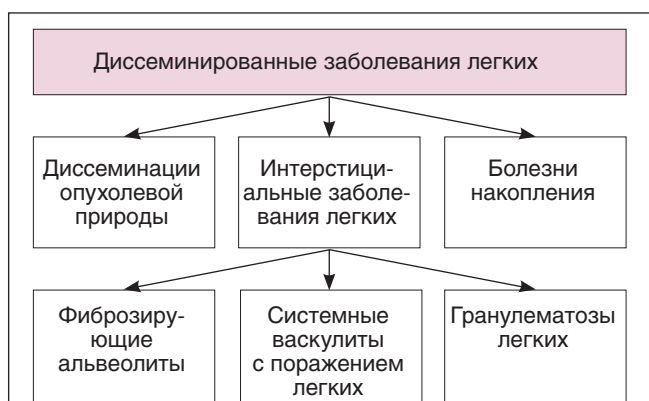 Диссеминированные заболевания легких
Диссеминации
опухолевой
природы
Интерстици-
альные заболе-
вания легких
Болезни
накопления
Фиброзиру-
ющие
альвеолиты
Системные
васкулиты
с поражением
легких
Гранулематозы
легких